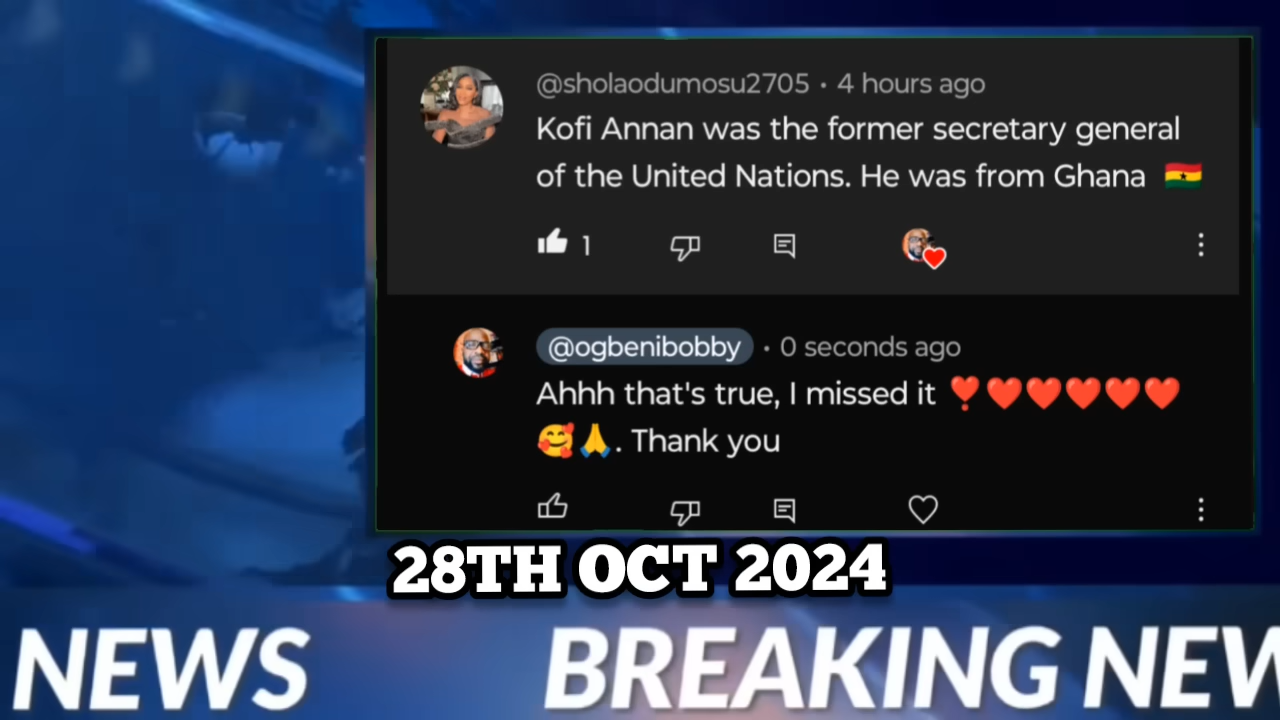 @sholaodumosu2705 • 4 hours ago
Kofi Annan was the former secretary general
of the United Nations. He was from Ghana 🇬🇭
1
@ogbenibobby • 0 seconds ago
Ahhh that's true, I missed it ❣️❤️❤️❤️❤️❤️
🥰🙏. Thank you
28TH OCT 2024
NEWS BREAKING NEW